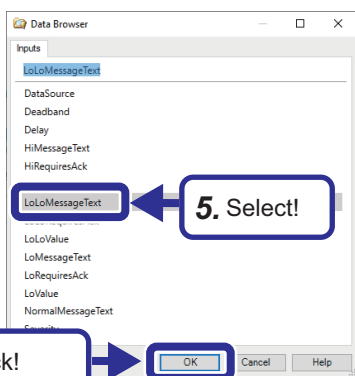 Data Browser
Inputs
LoLoMessageText
DataSource
Deadband
Delay
HiMessageText
HiRequiresAck
LoLoMessageText
5. Select!
LoLoValue
LoMessageText
LoRequiresAck
LoValue
NormalMessageText
ck!
OK Cancel Help